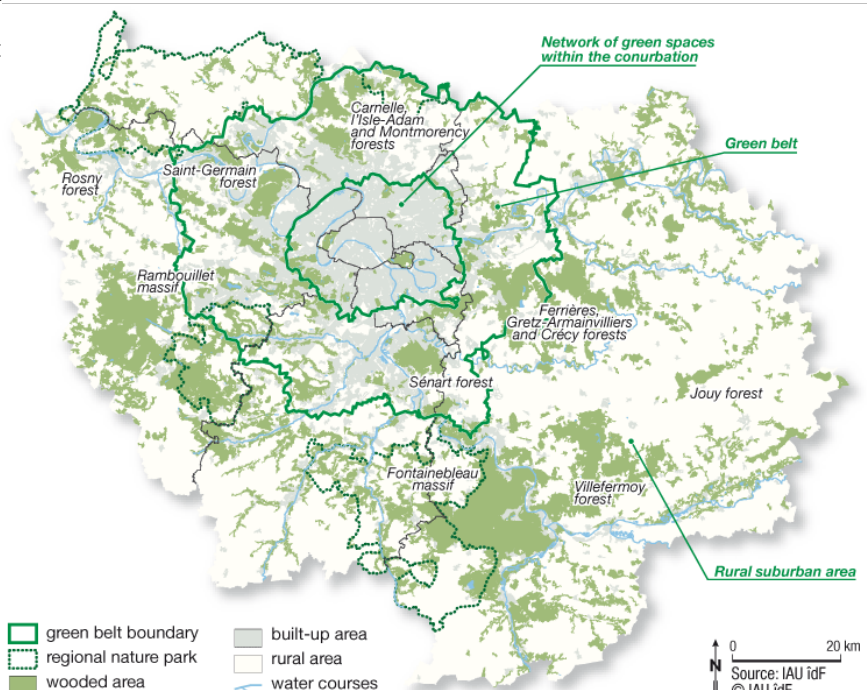 Network of green spaces
within the conurbation
Carnelle,
l'Isle-Adam
and Montmorency
forests
Green belt
Rosny
forest
Saint-Germain
forest
Rambouillet
massif
Ferrières,
Gretz-Armainvilliers
and Crécy forests
Sénart forest
Jouy forest
Fontainebleau
massif
Villefermoy
forest
Rural suburban area
green belt boundary
regional nature park
wooded area
built-up area
rural area
water courses
N
0 20 km
Source: IAU îdF
© IAU îdF